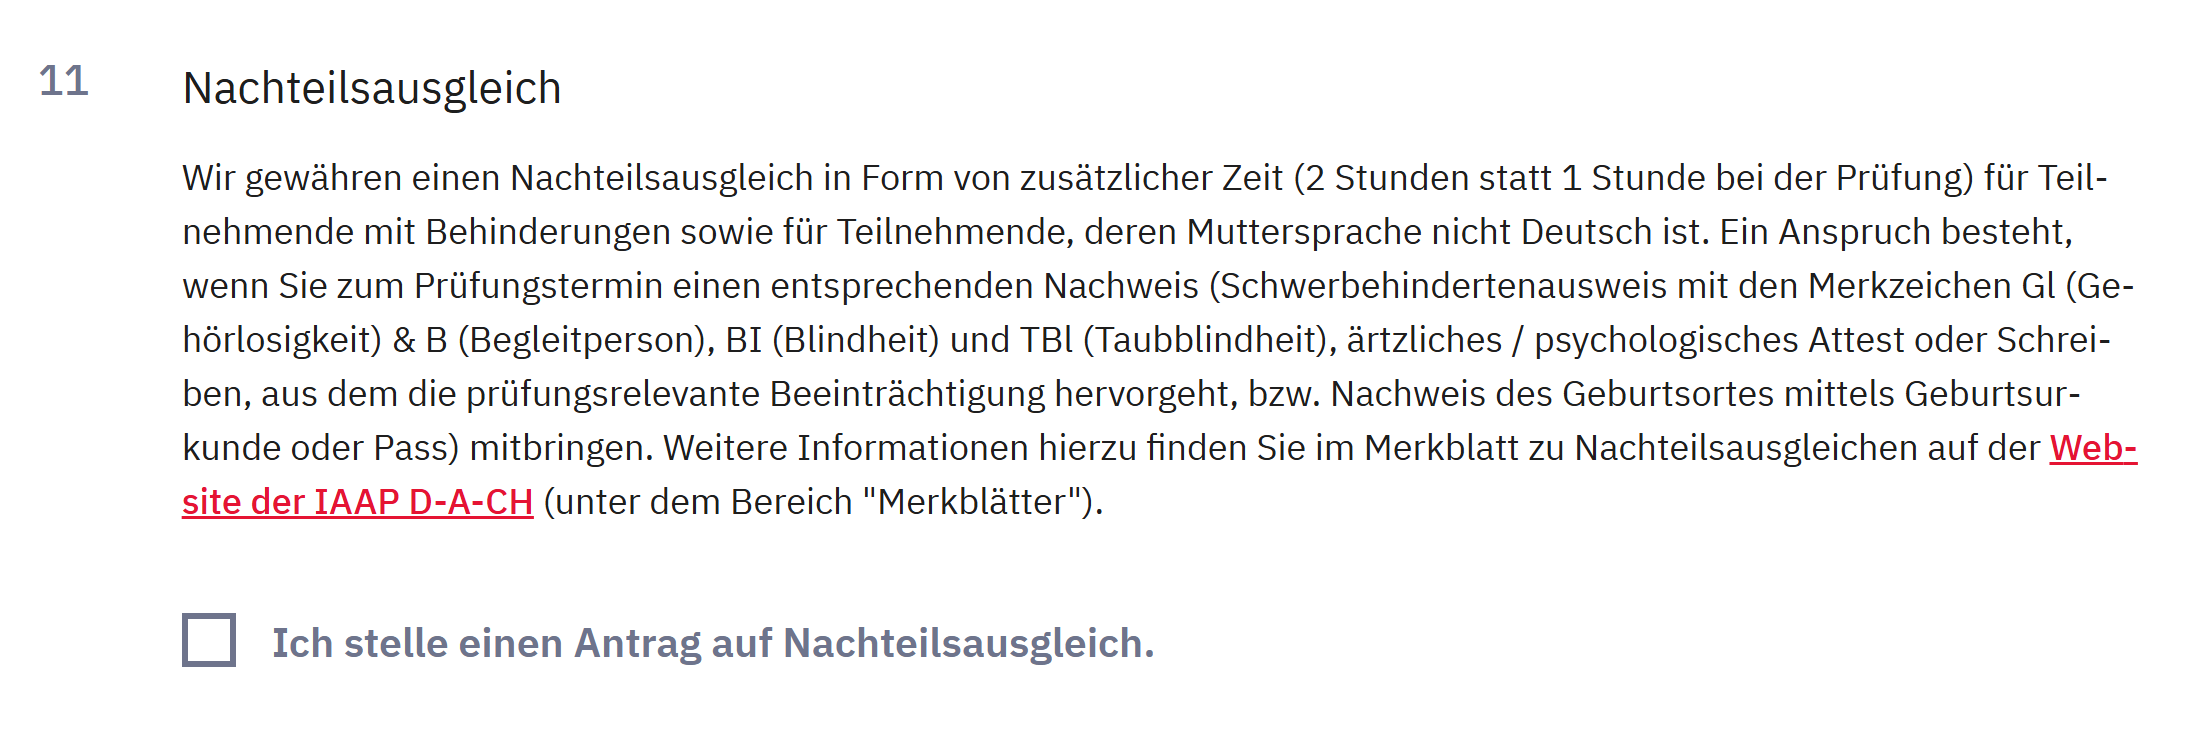 11
Nachteilsausgleich
Wir gewähren einen Nachteilsausgleich in Form von zusätzlicher Zeit (2 Stunden statt 1 Stunde bei der Prüfung) für Teil-
nehmende mit Behinderungen sowie für Teilnehmende, deren Muttersprache nicht Deutsch ist. Ein Anspruch besteht,
wenn Sie zum Prüfungstermin einen entsprechenden Nachweis (Schwerbehindertenausweis mit den Merkzeichen Gl (Ge-
hörlosigkeit) & B (Begleitperson), BI (Blindheit) und TBl (Taubblindheit), ärtzliches / psychologisches Attest oder Schrei-
ben, aus dem die prüfungsrelevante Beeinträchtigung hervorgeht, bzw. Nachweis des Geburtsortes mittels Geburtsur-
kunde oder Pass) mitbringen. Weitere Informationen hierzu finden Sie im Merkblatt zu Nachteilsausgleichen auf der Web-
site der IAAP D-A-CH (unter dem Bereich "Merkblätter").
Ich stelle einen Antrag auf Nachteilsausgleich.